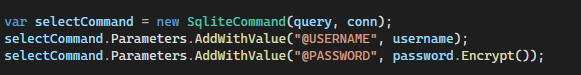 var selectCommand = new SqliteCommand(query, conn);
selectCommand.Parameters.AddWithValue("@USERNAME", username);
selectCommand.Parameters.AddWithValue("@PASSWORD", password.Encrypt());